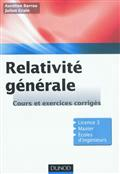 Aurélien Barrau
Julien Grain
Relativité
générale
Cours et exercices corrigés
• Licence 3
• Master
• Écoles
d'ingénieurs
DUNOD